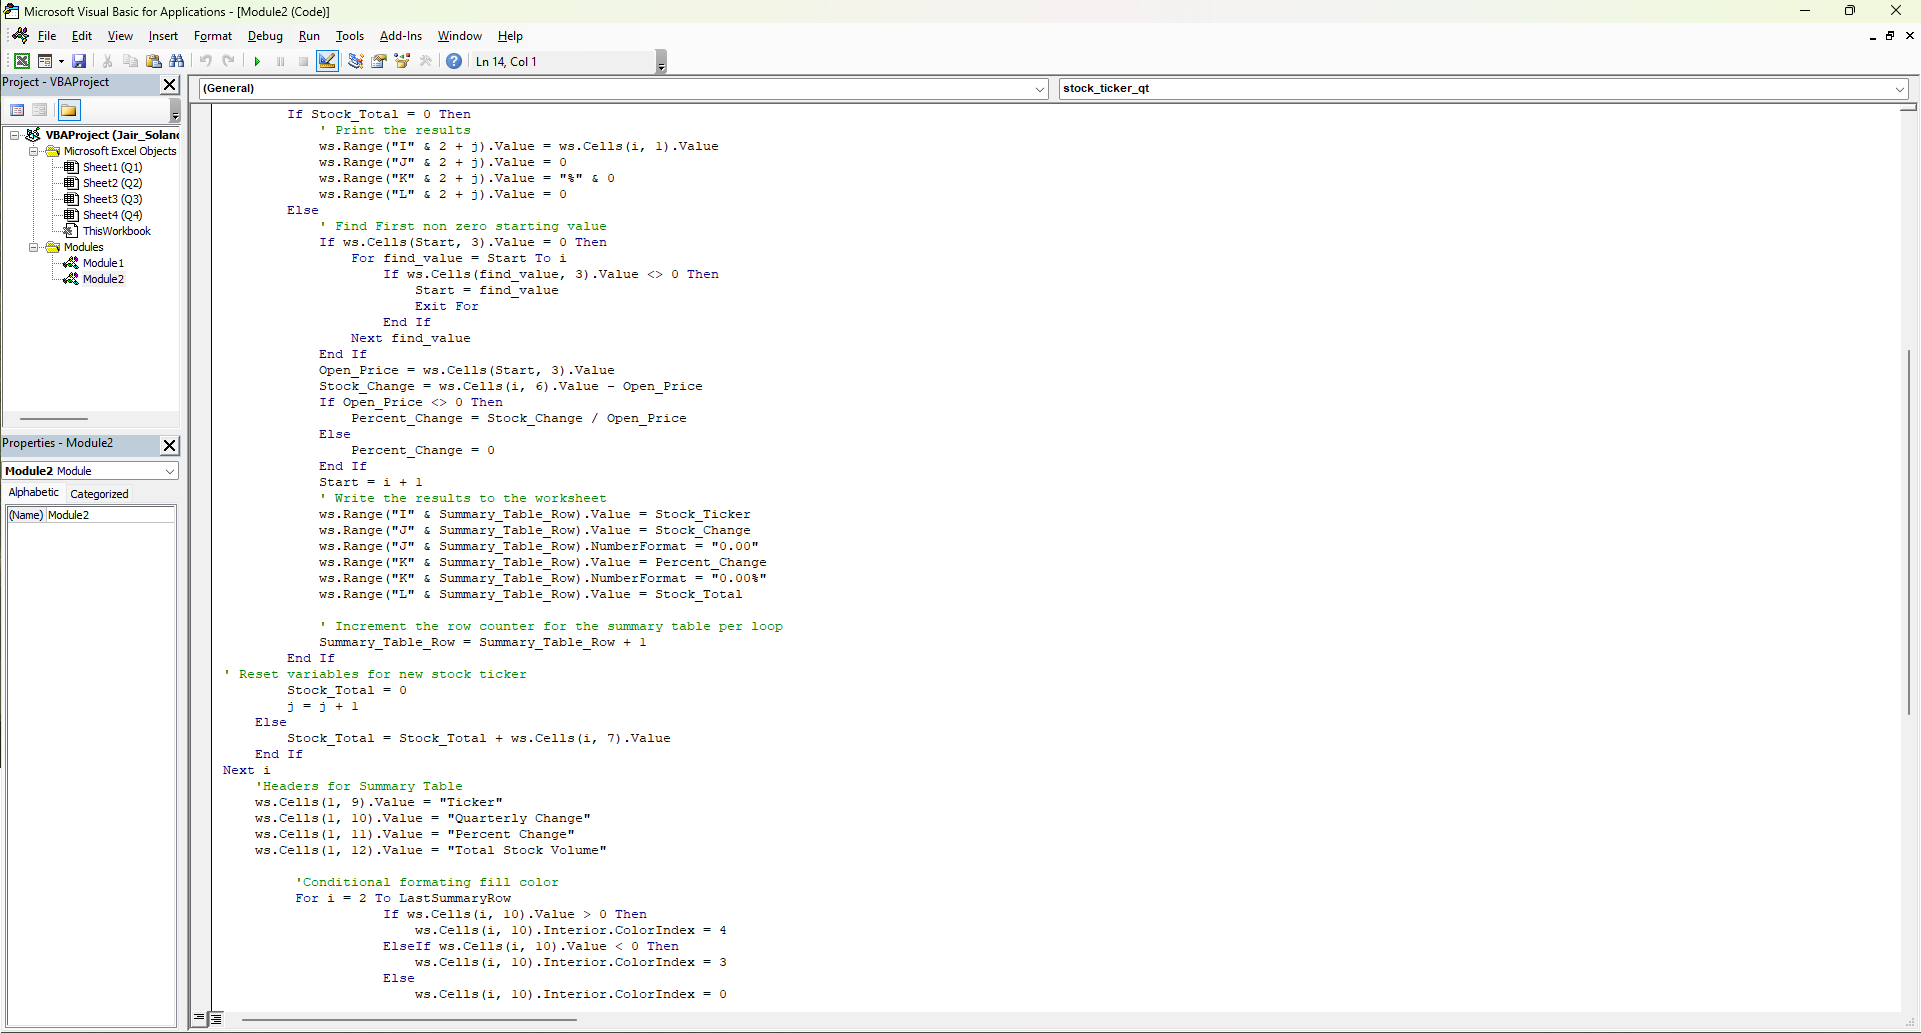 Microsoft Visual Basic for Applications - [Module2 (Code)]
File Edit View Insert Format Debug Run Tools Add-Ins Window Help
Ln 14, Col 1
Project - VBAProject
(General)
stock_ticker_qt
VBAProject (Jair_Solano
Microsoft Excel Objects
Sheet1 (Q1)
Sheet2 (Q2)
Sheet3 (Q3)
Sheet4 (Q4)
ThisWorkbook
Modules
Module1
Module2
Properties - Module2
Module2 Module
Alphabetic Categorized
(Name) Module2
If Stock_Total = 0 Then
' Print the results
ws.Range("I" & 2 + j).Value = ws.Cells(i, 1).Value
ws.Range("J" & 2 + j).Value = 0
ws.Range("K" & 2 + j).Value = "%" & 0
ws.Range("L" & 2 + j).Value = 0
Else
' Find First non zero starting value
If ws.Cells(Start, 3).Value = 0 Then
For find_value = Start To i
If ws.Cells(find_value, 3).Value <> 0 Then
Start = find_value
Exit For
End If
Next find_value
End If
Open_Price = ws.Cells(Start, 3).Value
Stock_Change = ws.Cells(i, 6).Value - Open_Price
If Open_Price <> 0 Then
Percent_Change = Stock_Change / Open_Price
Else
Percent_Change = 0
End If
Start = i + 1
' Write the results to the worksheet
ws.Range("I" & Summary_Table_Row).Value = Stock_Ticker
ws.Range("J" & Summary_Table_Row).Value = Stock_Change
ws.Range("J" & Summary_Table_Row).NumberFormat = "0.00"
ws.Range("K" & Summary_Table_Row).Value = Percent_Change
ws.Range("K" & Summary_Table_Row).NumberFormat = "0.00%"
ws.Range("L" & Summary_Table_Row).Value = Stock_Total
' Increment the row counter for the summary table per loop
Summary_Table_Row = Summary_Table_Row + 1
End If
' Reset variables for new stock ticker
Stock_Total = 0
j = j + 1
Else
Stock_Total = Stock_Total + ws.Cells(i, 7).Value
End If
Next i
'Headers for Summary Table
ws.Cells(1, 9).Value = "Ticker"
ws.Cells(1, 10).Value = "Quarterly Change"
ws.Cells(1, 11).Value = "Percent Change"
ws.Cells(1, 12).Value = "Total Stock Volume"
'Conditional formating fill color
For i = 2 To LastSummaryRow
If ws.Cells(i, 10).Value > 0 Then
ws.Cells(i, 10).Interior.ColorIndex = 4
ElseIf ws.Cells(i, 10).Value < 0 Then
ws.Cells(i, 10).Interior.ColorIndex = 3
Else
ws.Cells(i, 10).Interior.ColorIndex = 0